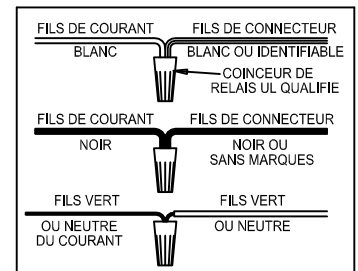 FILS DE COURANT FILS DE CONNECTEUR
BLANC BLANC OU IDENTIFIABLE
COINCEUR DE
RELAIS UL QUALIFIE
FILS DE COURANT FILS DE CONNECTEUR
NOIR NOIR OU
SANS MARQUES
FILS VERT FILS VERT
OU NEUTRE OU NEUTRE
DU COURANT